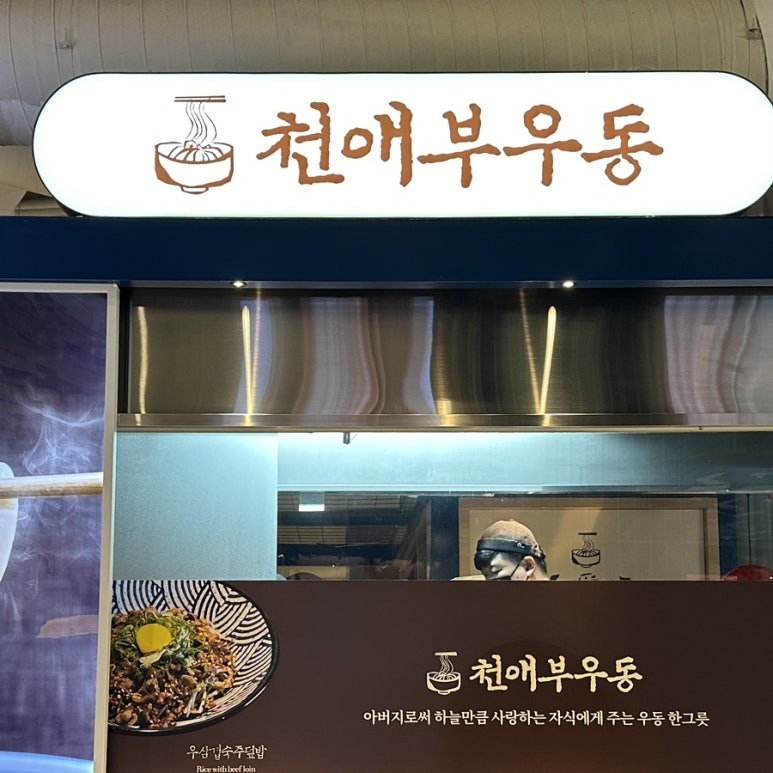 천애부우동
천애부우동
아버지로써 하늘만큼 사랑하는 자식에게 주는 우동 한그릇
우삼겹숙주덮밥
Rice with beef loin